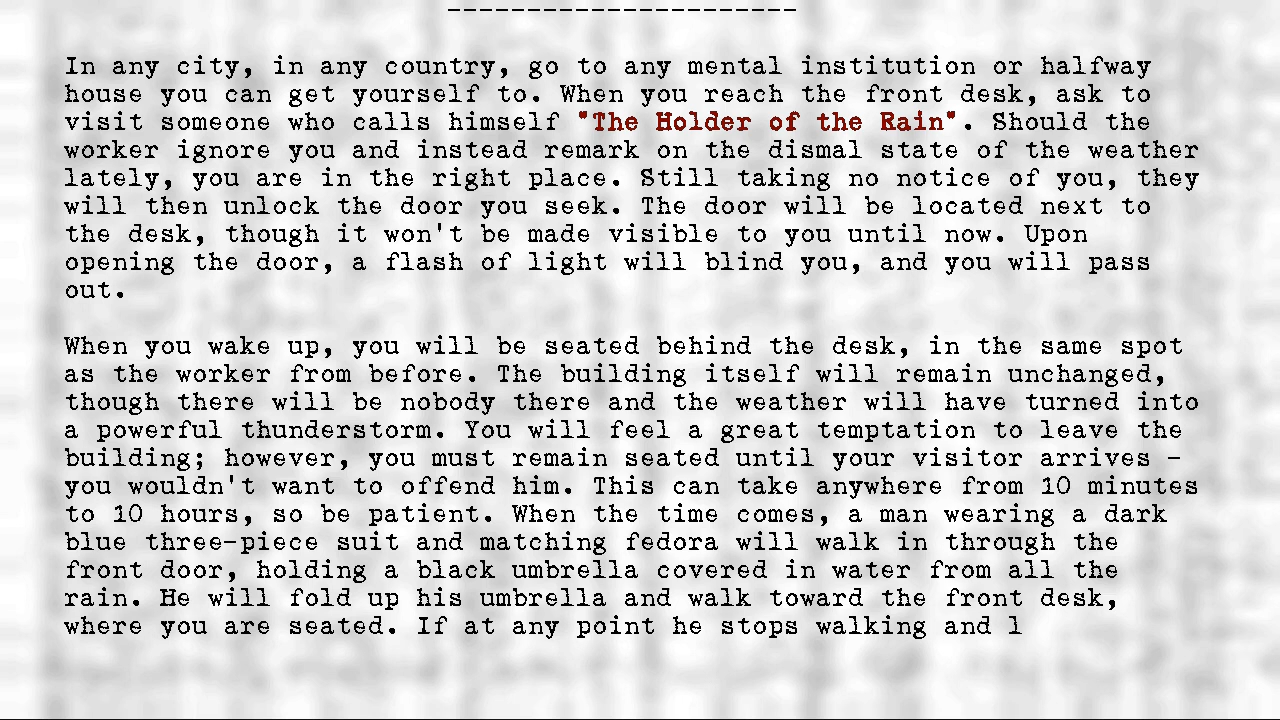 ----------------------
In any city, in any country, go to any mental institution or halfway
house you can get yourself to. When you reach the front desk, ask to
visit someone who calls himself "The Holder of the Rain". Should the
worker ignore you and instead remark on the dismal state of the weather
lately, you are in the right place. Still taking no notice of you, they
will then unlock the door you seek. The door will be located next to
the desk, though it won't be made visible to you until now. Upon
opening the door, a flash of light will blind you, and you will pass
out.
When you wake up, you will be seated behind the desk, in the same spot
as the worker from before. The building itself will remain unchanged,
though there will be nobody there and the weather will have turned into
a powerful thunderstorm. You will feel a great temptation to leave the
building; however, you must remain seated until your visitor arrives -
you wouldn't want to offend him. This can take anywhere from 10 minutes
to 10 hours, so be patient. When the time comes, a man wearing a dark
blue three-piece suit and matching fedora will walk in through the
front door, holding a black umbrella covered in water from all the
rain. He will fold up his umbrella and walk toward the front desk,
where you are seated. If at any point he stops walking and l